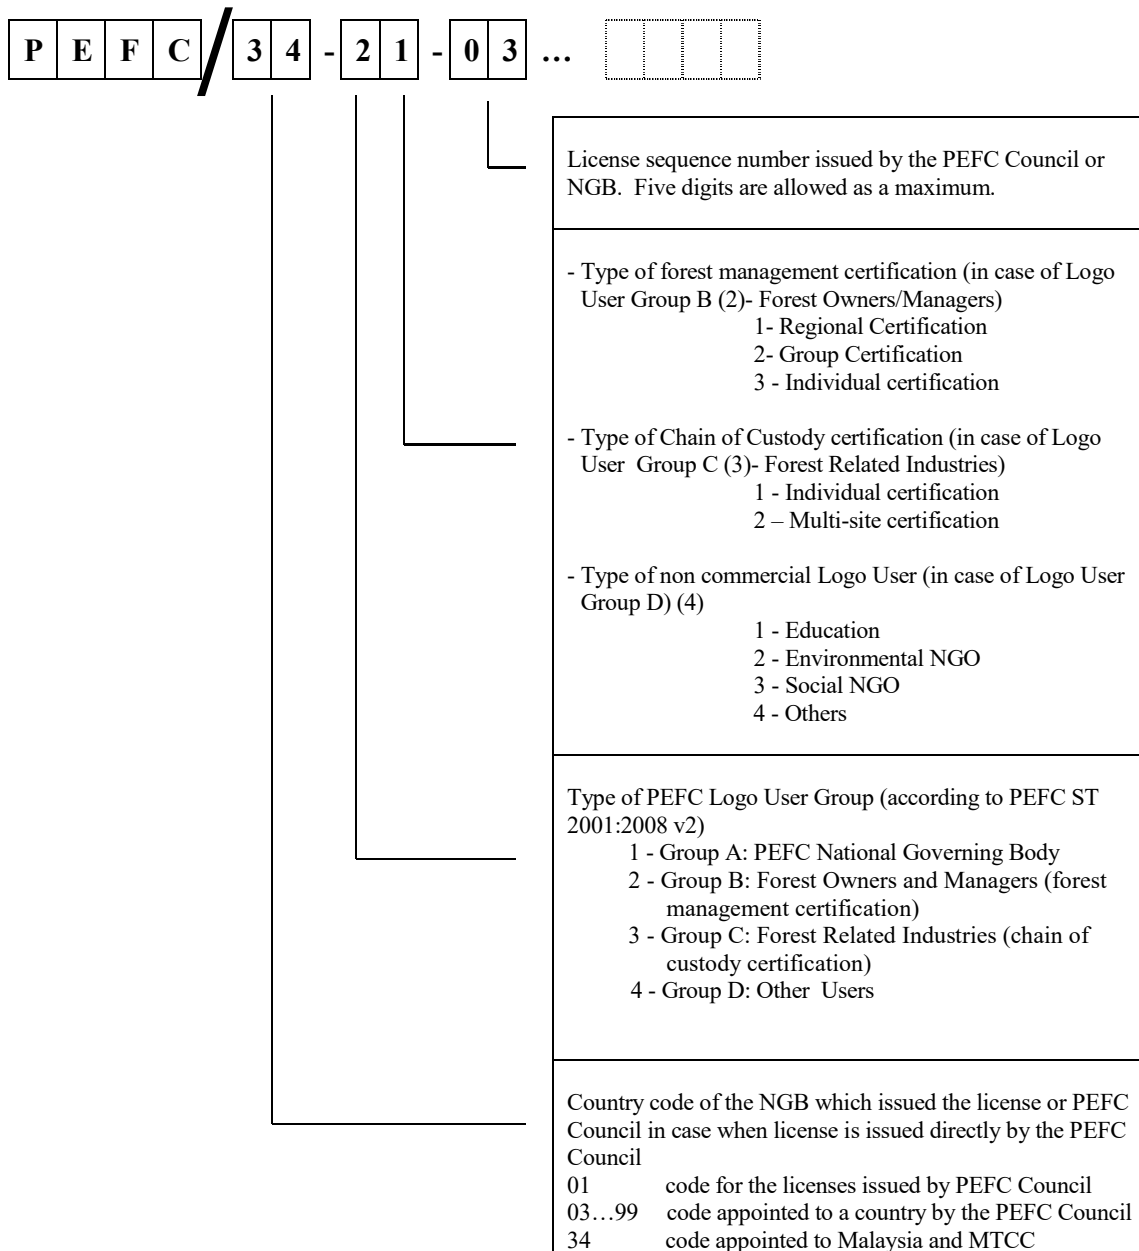 PEFC/34-21-03...
License sequence number issued by the PEFC Council or
NGB.  Five digits are allowed as a maximum.
- Type of forest management certification (in case of Logo
User Group B (2)- Forest Owners/Managers)
1- Regional Certification
2- Group Certification
3 - Individual certification
- Type of Chain of Custody certification (in case of Logo
User  Group C (3)- Forest Related Industries)
1 - Individual certification
2 – Multi-site certification
- Type of non commercial Logo User (in case of Logo User
Group D) (4)
1 - Education
2 - Environmental NGO
3 - Social NGO
4 - Others
Type of PEFC Logo User Group (according to PEFC ST
2001:2008 v2)
1 - Group A: PEFC National Governing Body
2 - Group B: Forest Owners and Managers (forest
management certification)
3 - Group C: Forest Related Industries (chain of
custody certification)
4 - Group D: Other  Users
Country code of the NGB which issued the license or PEFC
Council in case when license is issued directly by the PEFC
Council
01 code for the licenses issued by PEFC Council
03…99 code appointed to a country by the PEFC Council
34 code appointed to Malaysia and MTCC